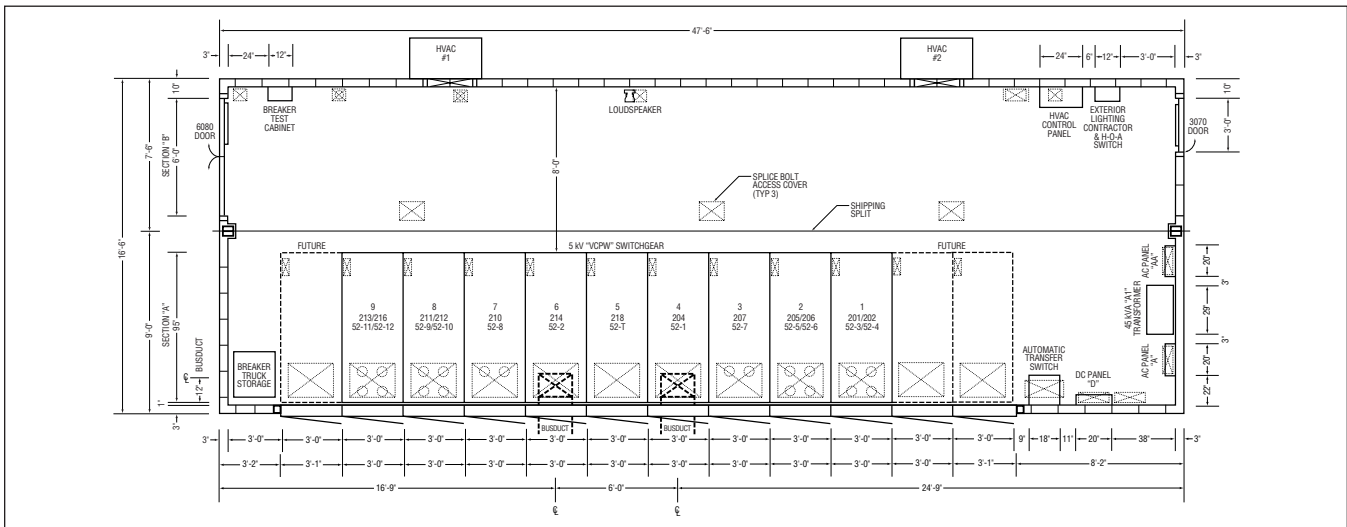 47'-6"
3"
24"
12"
HVAC
#1
HVAC
#2
24"
6"
12"
3'-0"
3"
10"
BREAKER
TEST
CABINET
LOUDSPEAKER
HVAC
CONTROL
PANEL
EXTERIOR
LIGHTING
CONTRACTOR
& H-O-A
SWITCH
10"
3'-0"
3070
DOOR
6080
DOOR
16'-6"
7'-6"
SECTION "B"
6'-0"
8'-0"
SPLICE BOLT
ACCESS COVER
(TYP 3)
SHIPPING
SPLIT
FUTURE
5 kV "VCPW" SWITCHGEAR
FUTURE
9'-0"
SECTION "A"
95"
BUSDUCT
℄
12"
1"
3"
9
213/216
52-11/52-12
8
211/212
52-9/52-10
7
210
52-8
6
214
52-2
5
218
52-T
4
204
52-1
3
207
52-7
2
205/206
52-5/52-6
1
201/202
52-3/52-4
BREAKER
TRUCK
STORAGE
AUTOMATIC
TRANSFER
SWITCH
DC PANEL
"D"
AC PANEL
"AA"
45 kVA "A1"
TRANSFORMER
AC PANEL
"A"
20"
3"
29"
3"
20"
22"
BUSDUCT
BUSDUCT
3"
3'-0"
3'-0"
3'-0"
3'-0"
3'-0"
3'-0"
3'-0"
3'-0"
3'-0"
3'-0"
3'-0"
3'-0"
3'-0"
9"
18"
11"
20"
38"
3"
3'-2"
3'-1"
3'-0"
3'-0"
3'-0"
3'-0"
3'-0"
3'-0"
3'-0"
3'-0"
3'-0"
3'-0"
3'-1"
8'-2"
16'-9"
6'-0"
24'-9"
℄
℄